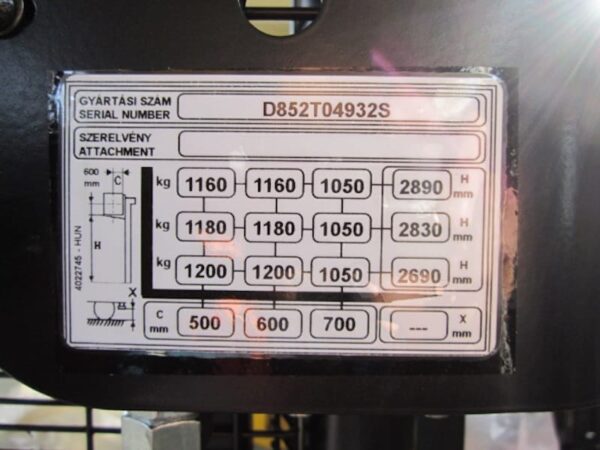 GYÁRTÁSI SZÁM
SERIAL NUMBER
D852T04932S
SZERELVÉNY
ATTACHMENT
600
mm
C
H
X
4022745 - HUN
kg 1160 1160 1050 2890 H mm
kg 1180 1180 1050 2830 H mm
kg 1200 1200 1050 2690 H mm
C mm 500 600 700 --- X mm